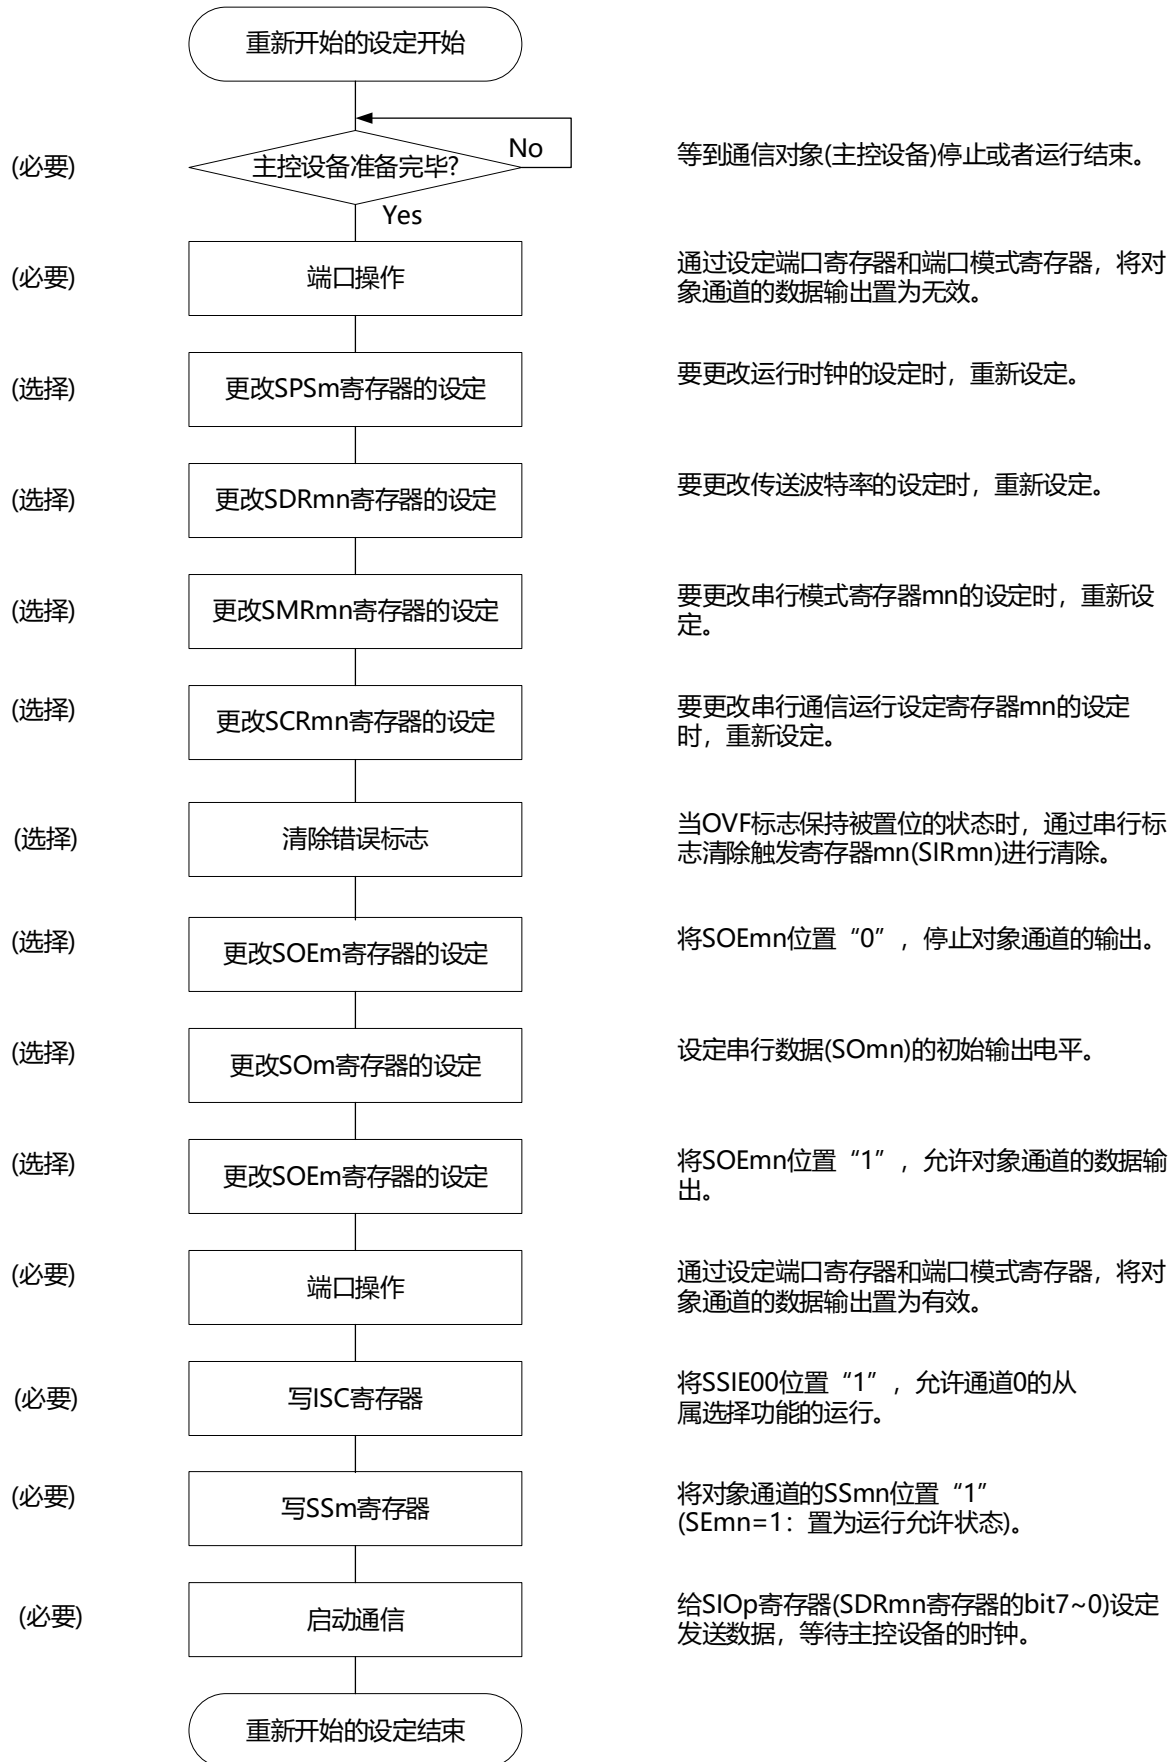 重新开始的设定开始
(必要)
主控设备准备完毕?
No
等到通信对象(主控设备)停止或者运行结束。
Yes
(必要)
端口操作
通过设定端口寄存器和端口模式寄存器，将对
象通道的数据输出置为无效。
(选择)
更改SPSm寄存器的设定
要更改运行时钟的设定时，重新设定。
(选择)
更改SDRmn寄存器的设定
要更改传送波特率的设定时，重新设定。
(选择)
更改SMRmn寄存器的设定
要更改串行模式寄存器mn的设定时，重新设
定。
(选择)
更改SCRmn寄存器的设定
要更改串行通信运行设定寄存器mn的设定
时，重新设定。
(选择)
清除错误标志
当OVF标志保持被置位的状态时，通过串行标
志清除触发寄存器mn(SIRmn)进行清除。
(选择)
更改SOEm寄存器的设定
将SOEmn位置“0”，停止对象通道的输出。
(选择)
更改SOm寄存器的设定
设定串行数据(SOmn)的初始输出电平。
(选择)
更改SOEm寄存器的设定
将SOEmn位置“1”，允许对象通道的数据输
出。
(必要)
端口操作
通过设定端口寄存器和端口模式寄存器，将对
象通道的数据输出置为有效。
(必要)
写ISC寄存器
将SSIE00位置“1”，允许通道0的从
属选择功能的运行。
(必要)
写SSm寄存器
将对象通道的SSmn位置“1”
(SEmn=1：置为运行允许状态)。
(必要)
启动通信
给SIOp寄存器(SDRmn寄存器的bit7~0)设定
发送数据，等待主控设备的时钟。
重新开始的设定结束